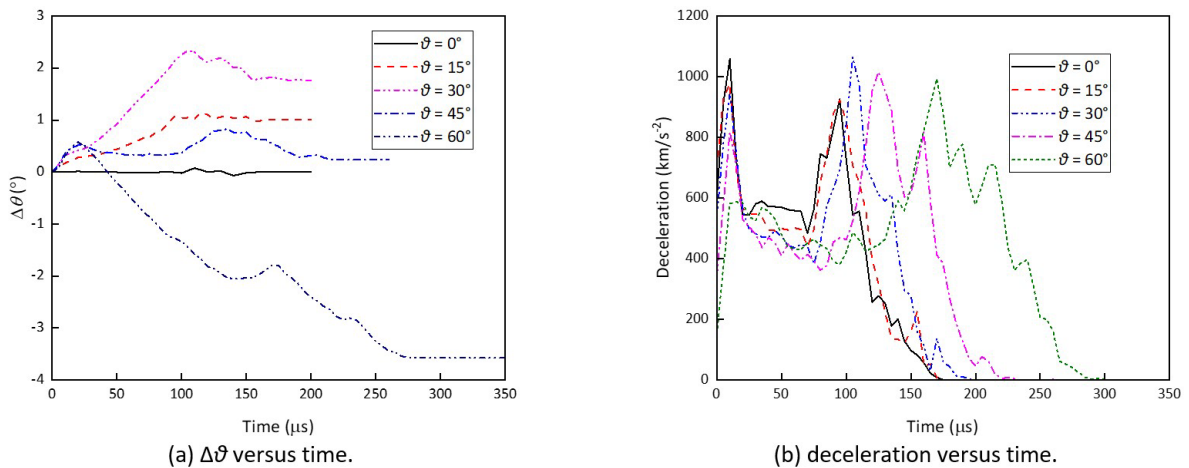 3
2
1
0
-1
-2
-3
-4
Δθ (°)
0
50
100
150
200
250
300
350
Time (μs)
ϑ = 0°
ϑ = 15°
ϑ = 30°
ϑ = 45°
ϑ = 60°
(a) Δϑ versus time.
1200
1000
800
600
400
200
0
Deceleration (km/s⁻²)
0
50
100
150
200
250
300
350
Time (μs)
ϑ = 0°
ϑ = 15°
ϑ = 30°
ϑ = 45°
ϑ = 60°
(b) deceleration versus time.